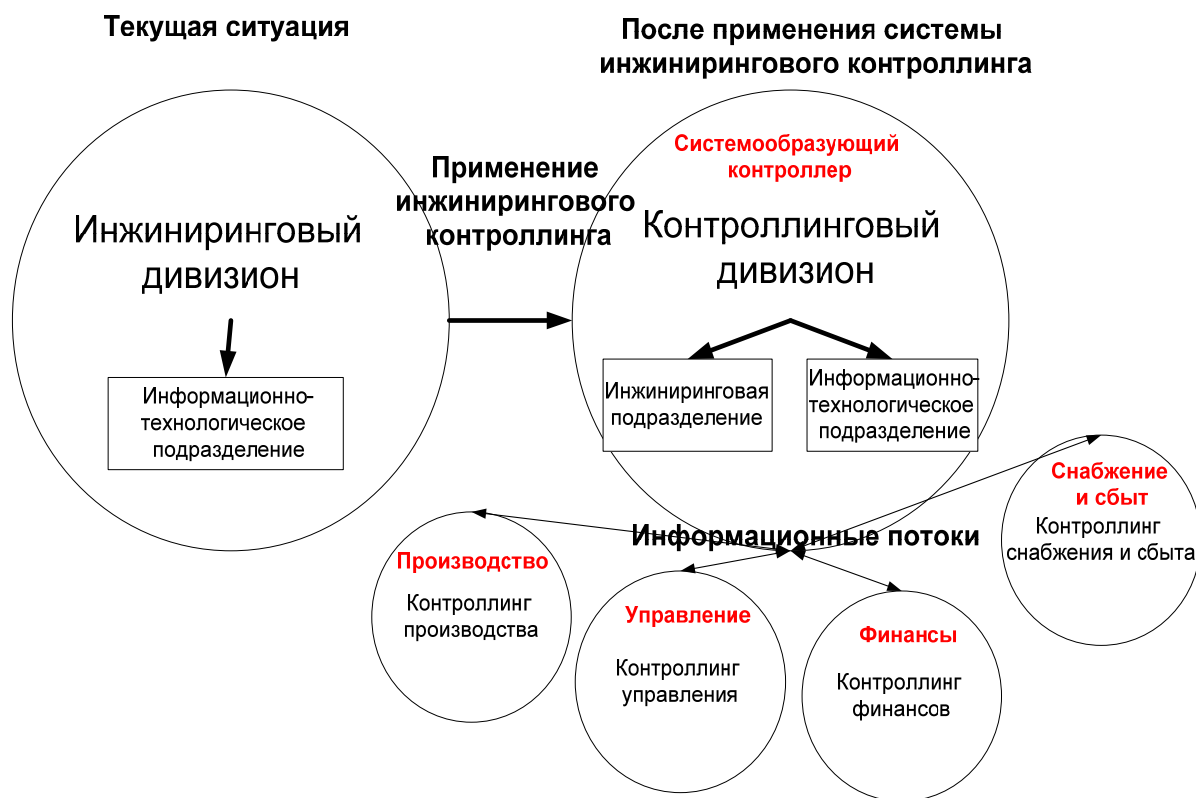 Текущая ситуация
После применения системы
инжинирингового контроллинга
Системообразующий
контроллер
Применение
инжинирингового
контроллинга
Инжиниринговый
дивизион
Контроллинговый
дивизион
Информационно-
технологическое
подразделение
Инжиниринговая
подразделение
Информационно-
технологическое
подразделение
Снабжение
и сбыт
Контроллинг
снабжения и сбыта
Информационные потоки
Производство
Контроллинг
производства
Управление
Контроллинг
управления
Финансы
Контроллинг
финансов